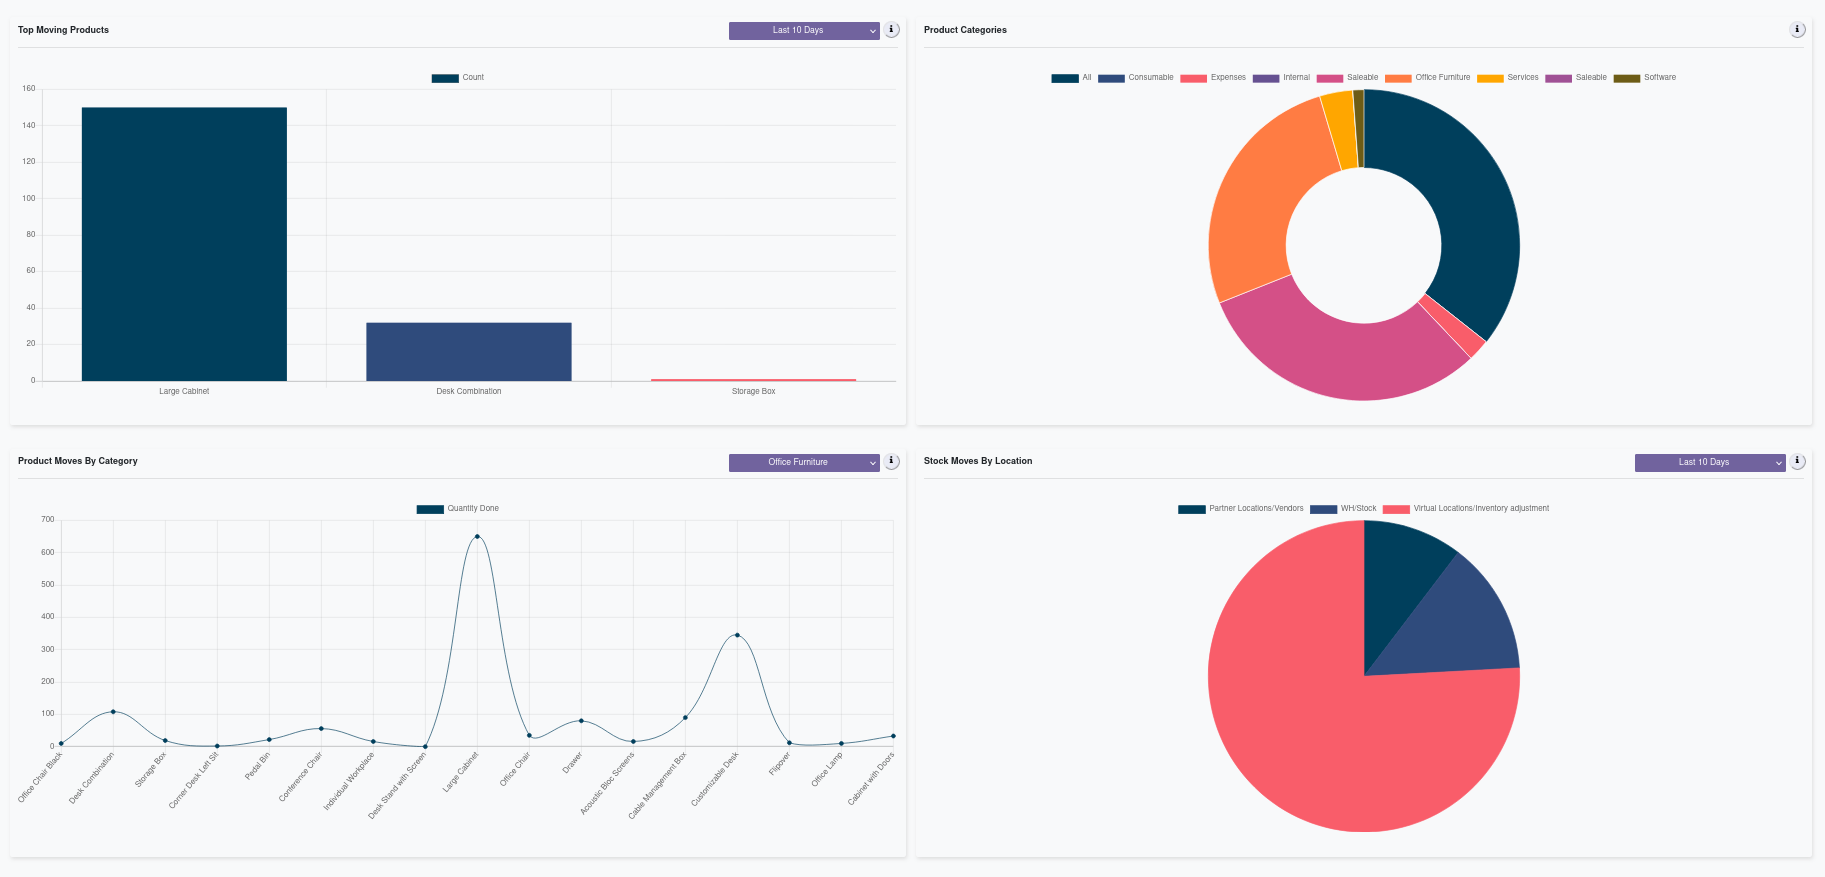 Top Moving Products
Last 10 Days
i
Count
160
140
120
100
80
60
40
20
0
Large Cabinet
Desk Combination
Storage Box
Product Categories
i
All Consumable Expenses Internal Saleable Office Furniture Services Saleable Software
Product Moves By Category
Office Furniture
i
Quantity Done
700
600
500
400
300
200
100
0
Office Chair Black
Desk Combination
Storage Box
Corner Desk Left Sit
Pedal Bin
Conference Chair
Individual Workplace
Desk Stand with Screen
Large Cabinet
Office Chair
Drawer
Acoustic Bloc Screens
Cable Management Box
Customizable Desk
Flipover
Office Lamp
Cabinet with Doors
Stock Moves By Location
Last 10 Days
i
Partner Locations/Vendors WH/Stock Virtual Locations/Inventory adjustment